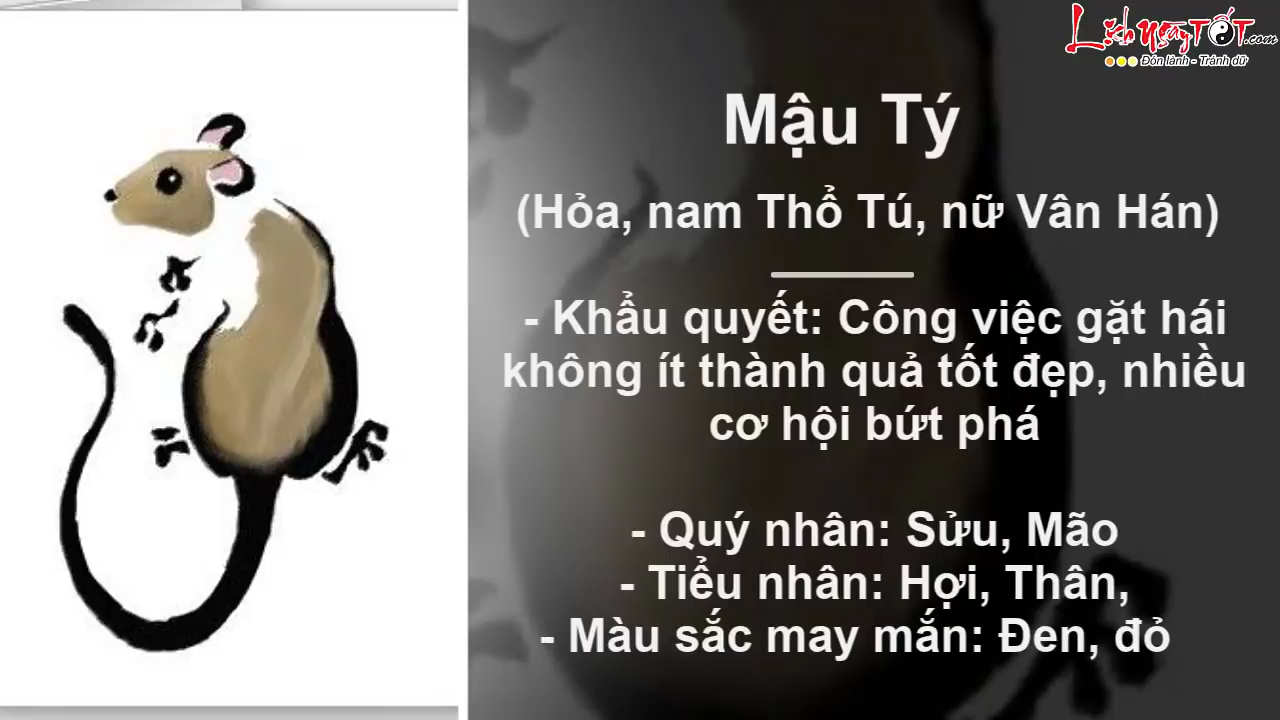 Lịch Ngày TỐT.com
Đón lành - Tránh dữ
Mậu Tý
(Hỏa, nam Thổ Tú, nữ Vân Hán)
- Khẩu quyết: Công việc gặt hái
không ít thành quả tốt đẹp, nhiều
cơ hội bứt phá
- Quý nhân: Sửu, Mão
- Tiểu nhân: Hợi, Thân,
- Màu sắc may mắn: Đen, đỏ